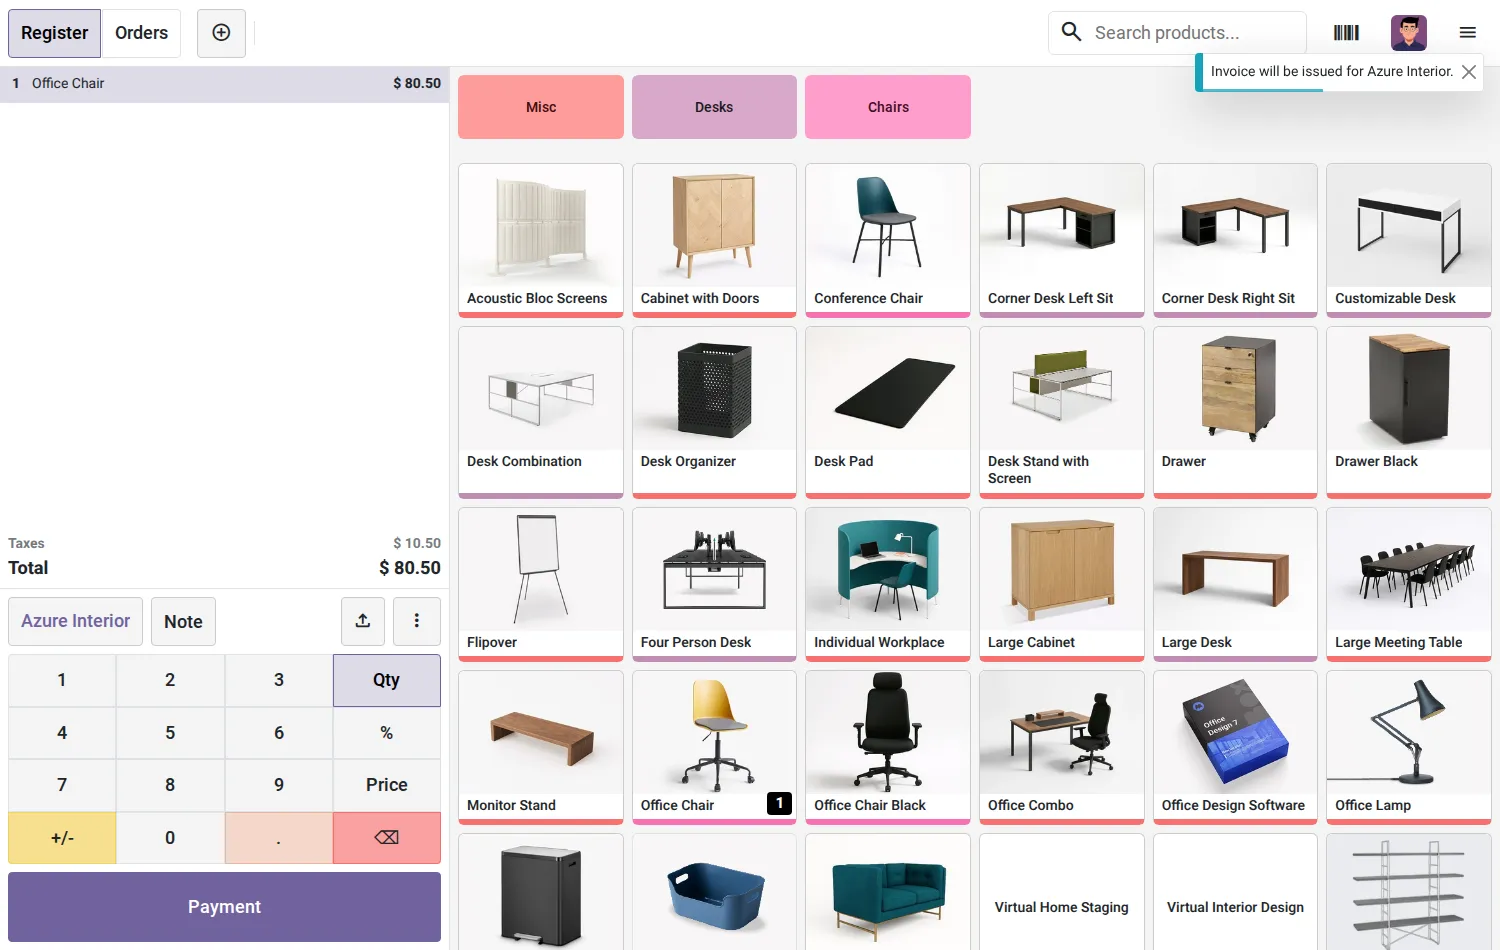 Register
Orders
Search products...
Invoice will be issued for Azure Interior.
1 Office Chair $ 80.50
Taxes $ 10.50
Total $ 80.50
Azure Interior
Note
1 2 3 Qty
4 5 6 %
7 8 9 Price
+/- 0 .
Payment
Misc
Desks
Chairs
Acoustic Bloc Screens
Cabinet with Doors
Conference Chair
Corner Desk Left Sit
Corner Desk Right Sit
Customizable Desk
Desk Combination
Desk Organizer
Desk Pad
Desk Stand with
Screen
Drawer
Drawer Black
Flipover
Four Person Desk
Individual Workplace
Large Cabinet
Large Desk
Large Meeting Table
Office
Design 7
Monitor Stand
Office Chair
1
Office Chair Black
Office Combo
Office Design Software
Office Lamp
Virtual Home Staging
Virtual Interior Design